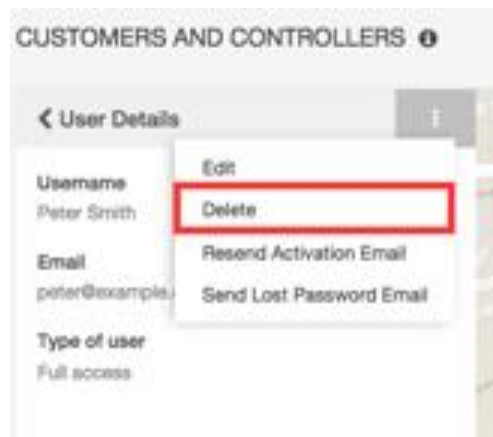 CUSTOMERS AND CONTROLLERS
User Details
Edit
Username
Peter Smith
Delete
Resend Activation Email
Email
peter@example.
Send Lost Password Email
Type of user
Full access